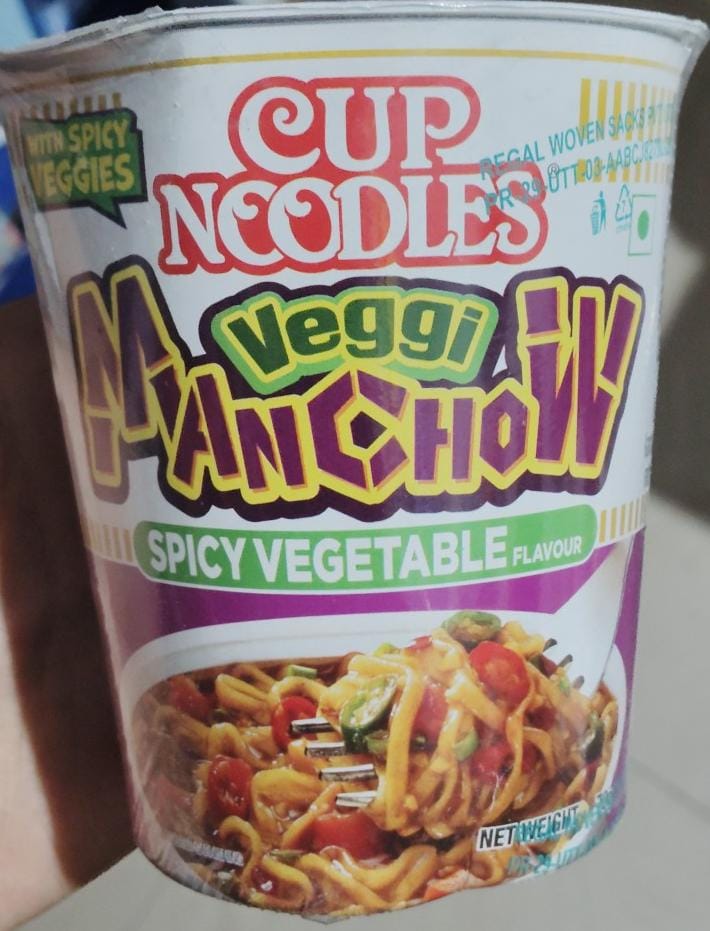 WITH SPICY
VEGGIES
CUP
NOODLES
REGAL WOVEN SACKS
Veggi
MANCHOW
SPICY VEGETABLE FLAVOUR
NET WEIGHT